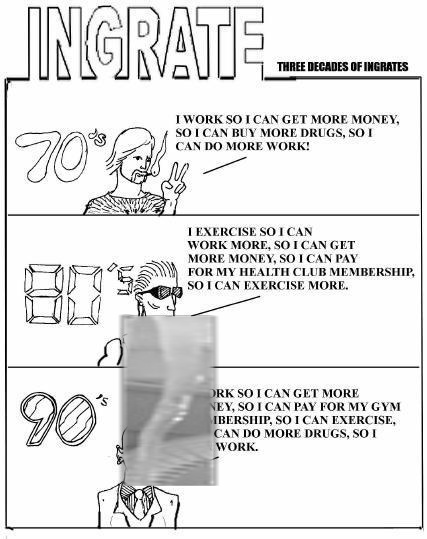 INGRATE
THREE DECADES OF INGRATES
70's
I WORK SO I CAN GET MORE MONEY,
SO I CAN BUY MORE DRUGS, SO I
CAN DO MORE WORK!
80's
I EXERCISE SO I CAN
WORK MORE, SO I CAN GET
MORE MONEY, SO I CAN PAY
FOR MY HEALTH CLUB MEMBERSHIP,
SO I CAN EXERCISE MORE.
90's
SO I CAN GET MORE
SO I CAN PAY FOR MY GYM
SO I CAN EXERCISE,
CAN DO MORE DRUGS, SO I
WORK.